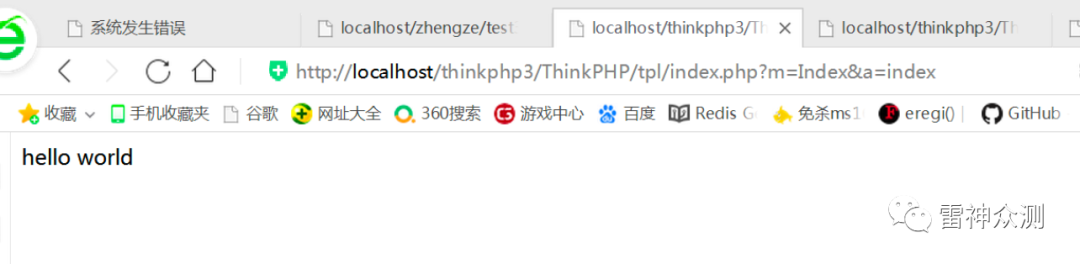 系统发生错误
localhost/zhengze/test
localhost/thinkphp3/Th
localhost/thinkphp3/Th
http://localhost/thinkphp3/ThinkPHP/tpl/index.php?m=Index&a=index
收藏 手机收藏夹 谷歌 网址大全 360搜索 游戏中心 百度 Redis 免杀ms1 eregi() GitHub
hello world
雷神众测